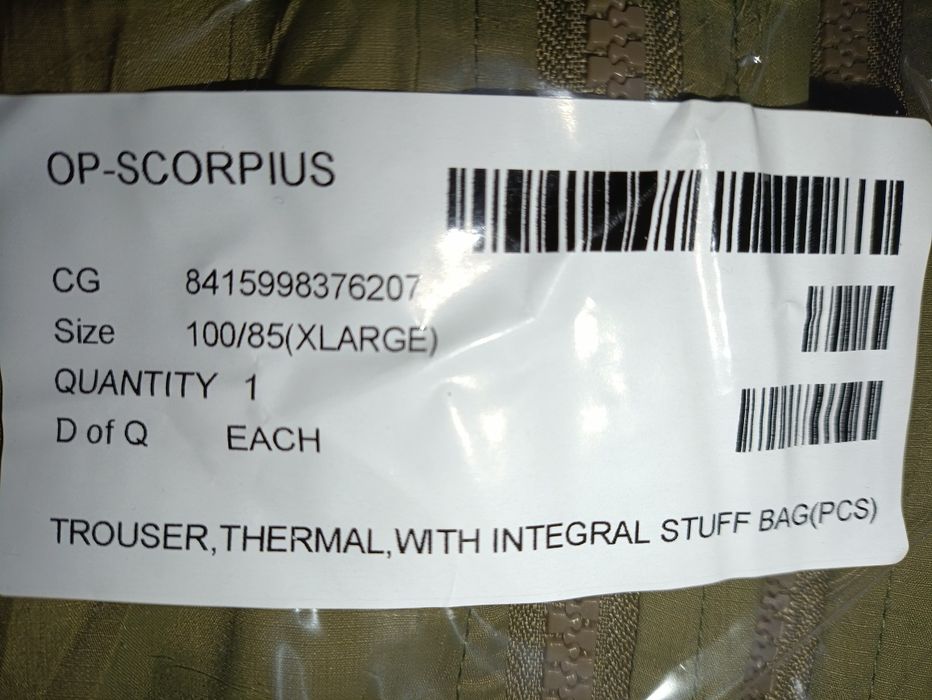 OP-SCORPIUS
CG 8415998376207
Size 100/85(XLARGE)
QUANTITY 1
D of Q EACH
TROUSER,THERMAL,WITH INTEGRAL STUFF BAG(PCS)